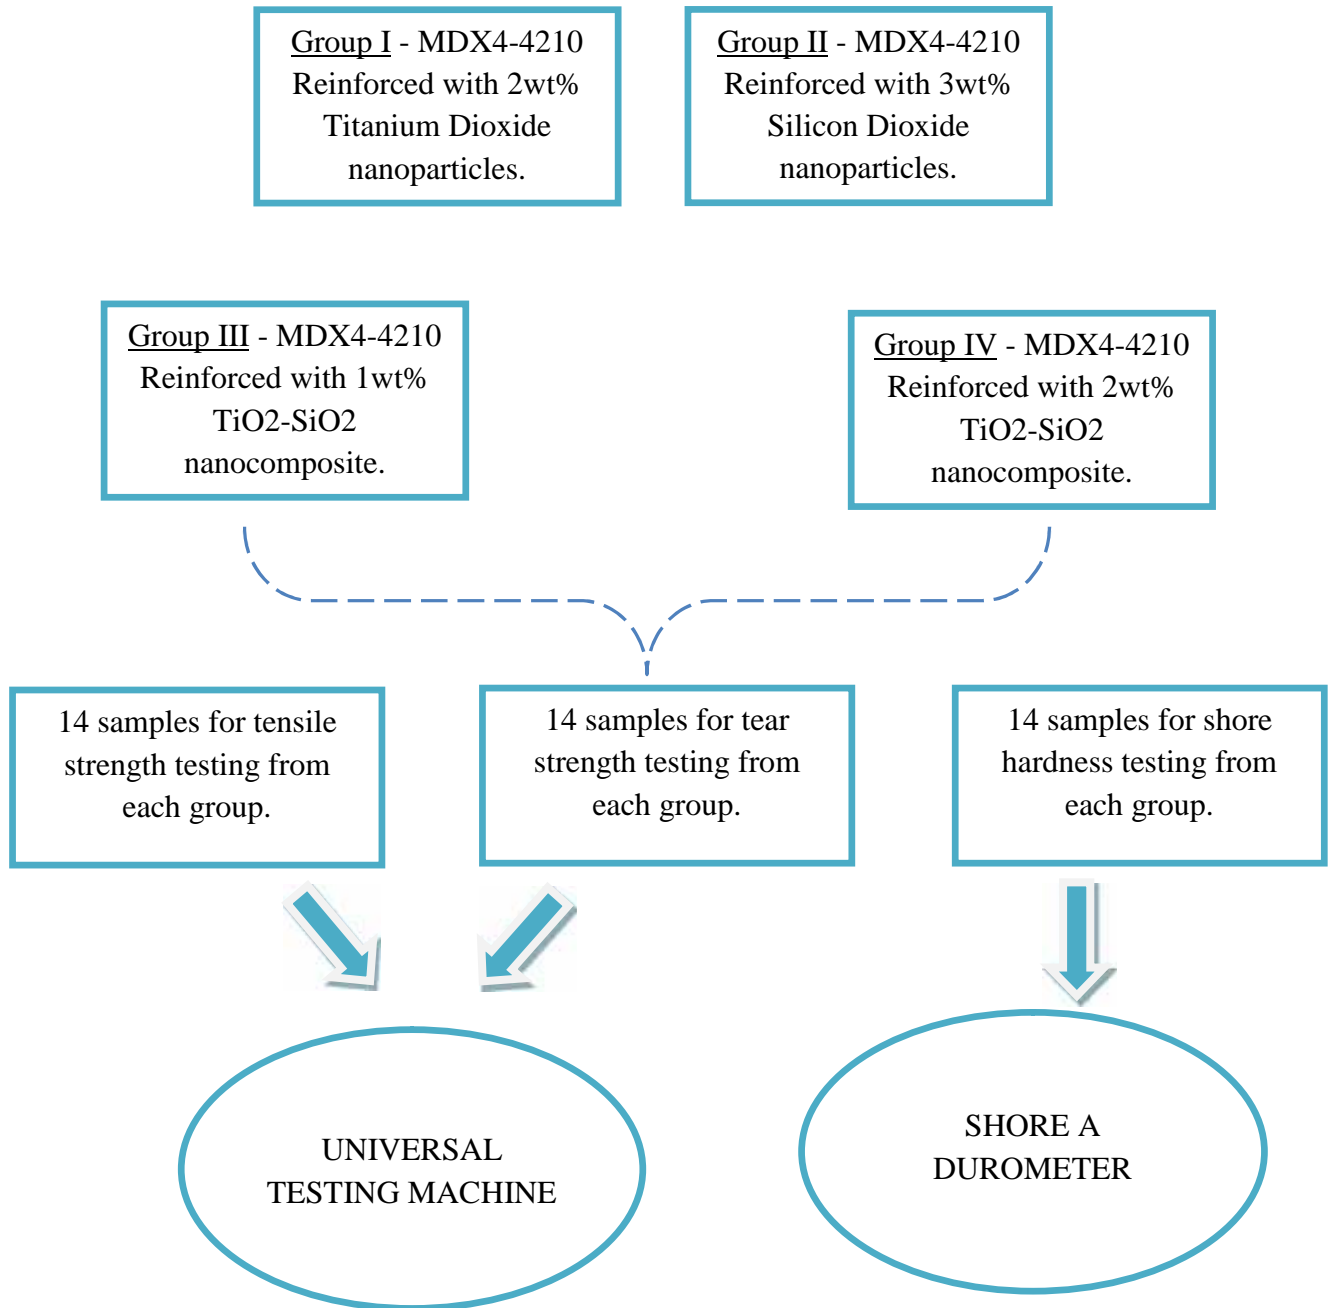 Group I - MDX4-4210
Reinforced with 2wt%
Titanium Dioxide
nanoparticles.
Group II - MDX4-4210
Reinforced with 3wt%
Silicon Dioxide
nanoparticles.
Group III - MDX4-4210
Reinforced with 1wt%
TiO2-SiO2
nanocomposite.
Group IV - MDX4-4210
Reinforced with 2wt%
TiO2-SiO2
nanocomposite.
14 samples for tensile
strength testing from
each group.
14 samples for tear
strength testing from
each group.
14 samples for shore
hardness testing from
each group.
UNIVERSAL
TESTING MACHINE
SHORE A
DUROMETER